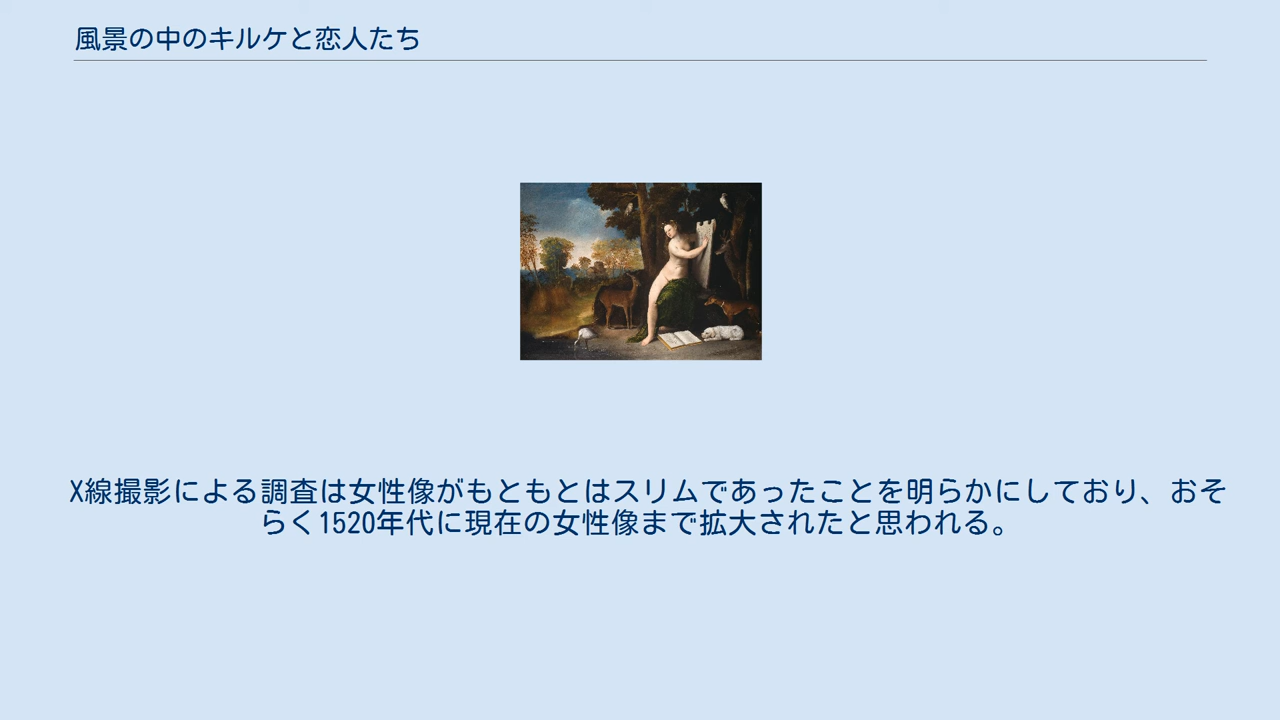 風景の中のキルケと恋人たち
X線撮影による調査は女性像がもともとはスリムであったことを明らかにしており、おそ
らく1520年代に現在の女性像まで拡大されたと思われる。